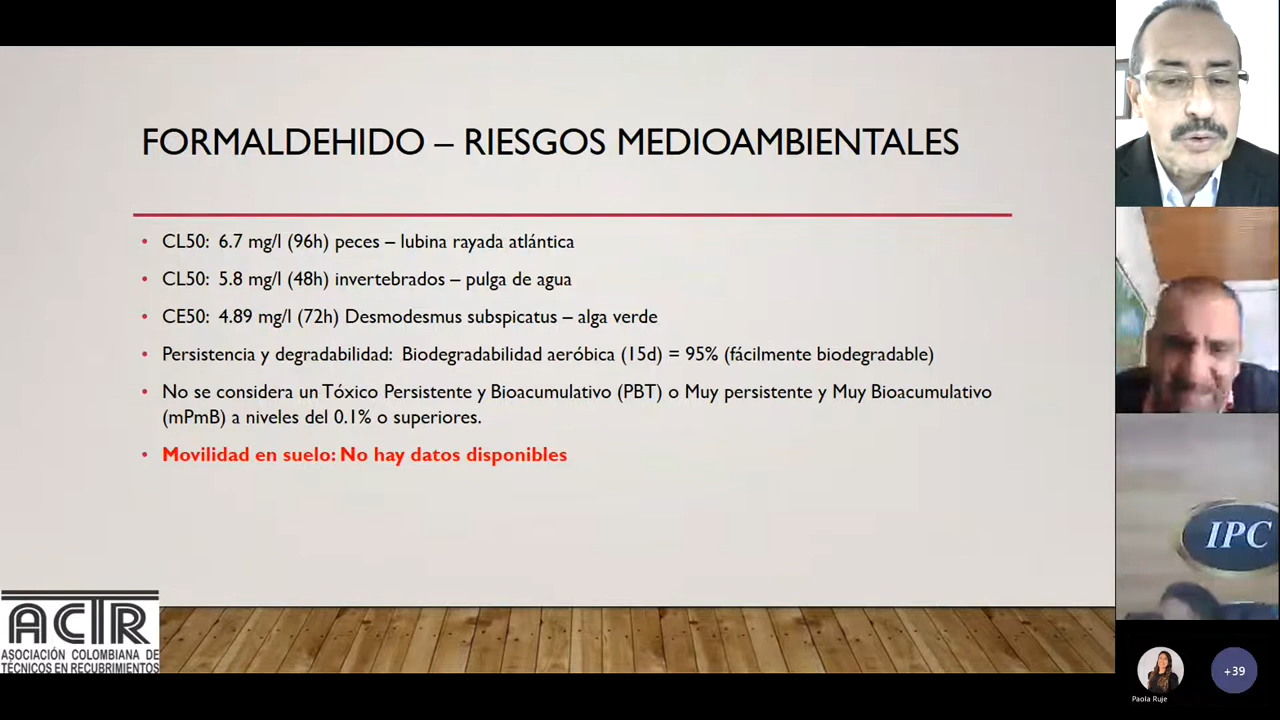 FORMALDEHIDO – RIESGOS MEDIOAMBIENTALES
• CL50: 6.7 mg/l (96h) peces – lubina rayada atlántica
• CL50: 5.8 mg/l (48h) invertebrados – pulga de agua
• CE50: 4.89 mg/l (72h) Desmodesmus subspicatus – alga verde
• Persistencia y degradabilidad: Biodegradabilidad aeróbica (15d) = 95% (fácilmente biodegradable)
• No se considera un Tóxico Persistente y Bioacumulativo (PBT) o Muy persistente y Muy Bioacumulativo
(mPmB) a niveles del 0.1% o superiores.
• Movilidad en suelo: No hay datos disponibles
ACTR
ASOCIACIÓN COLOMBIANA DE
TÉCNICOS EN RECUBRIMIENTOS
IPC
Paola Ruje
+39